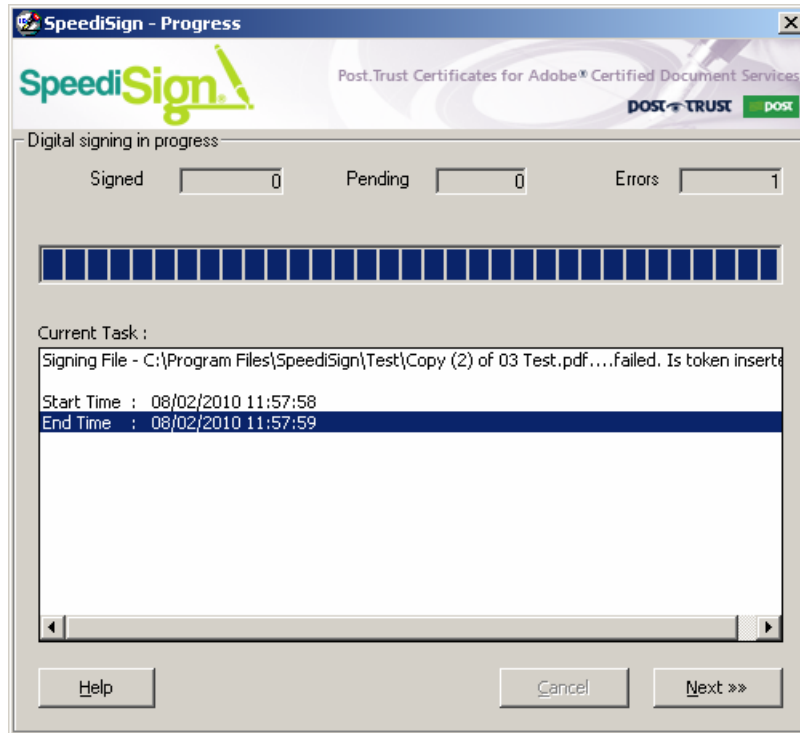 SpeediSign - Progress
SpeediSign®
Post.Trust Certificates for Adobe® Certified Document Services
POST TRUST post
Digital signing in progress
Signed 0 Pending 0 Errors 1
Current Task :
Signing File - C:\Program Files\SpeediSign\Test\Copy (2) of 03 Test.pdf....failed. Is token inserte
Start Time : 08/02/2010 11:57:58
End Time : 08/02/2010 11:57:59
Help Cancel Next »»